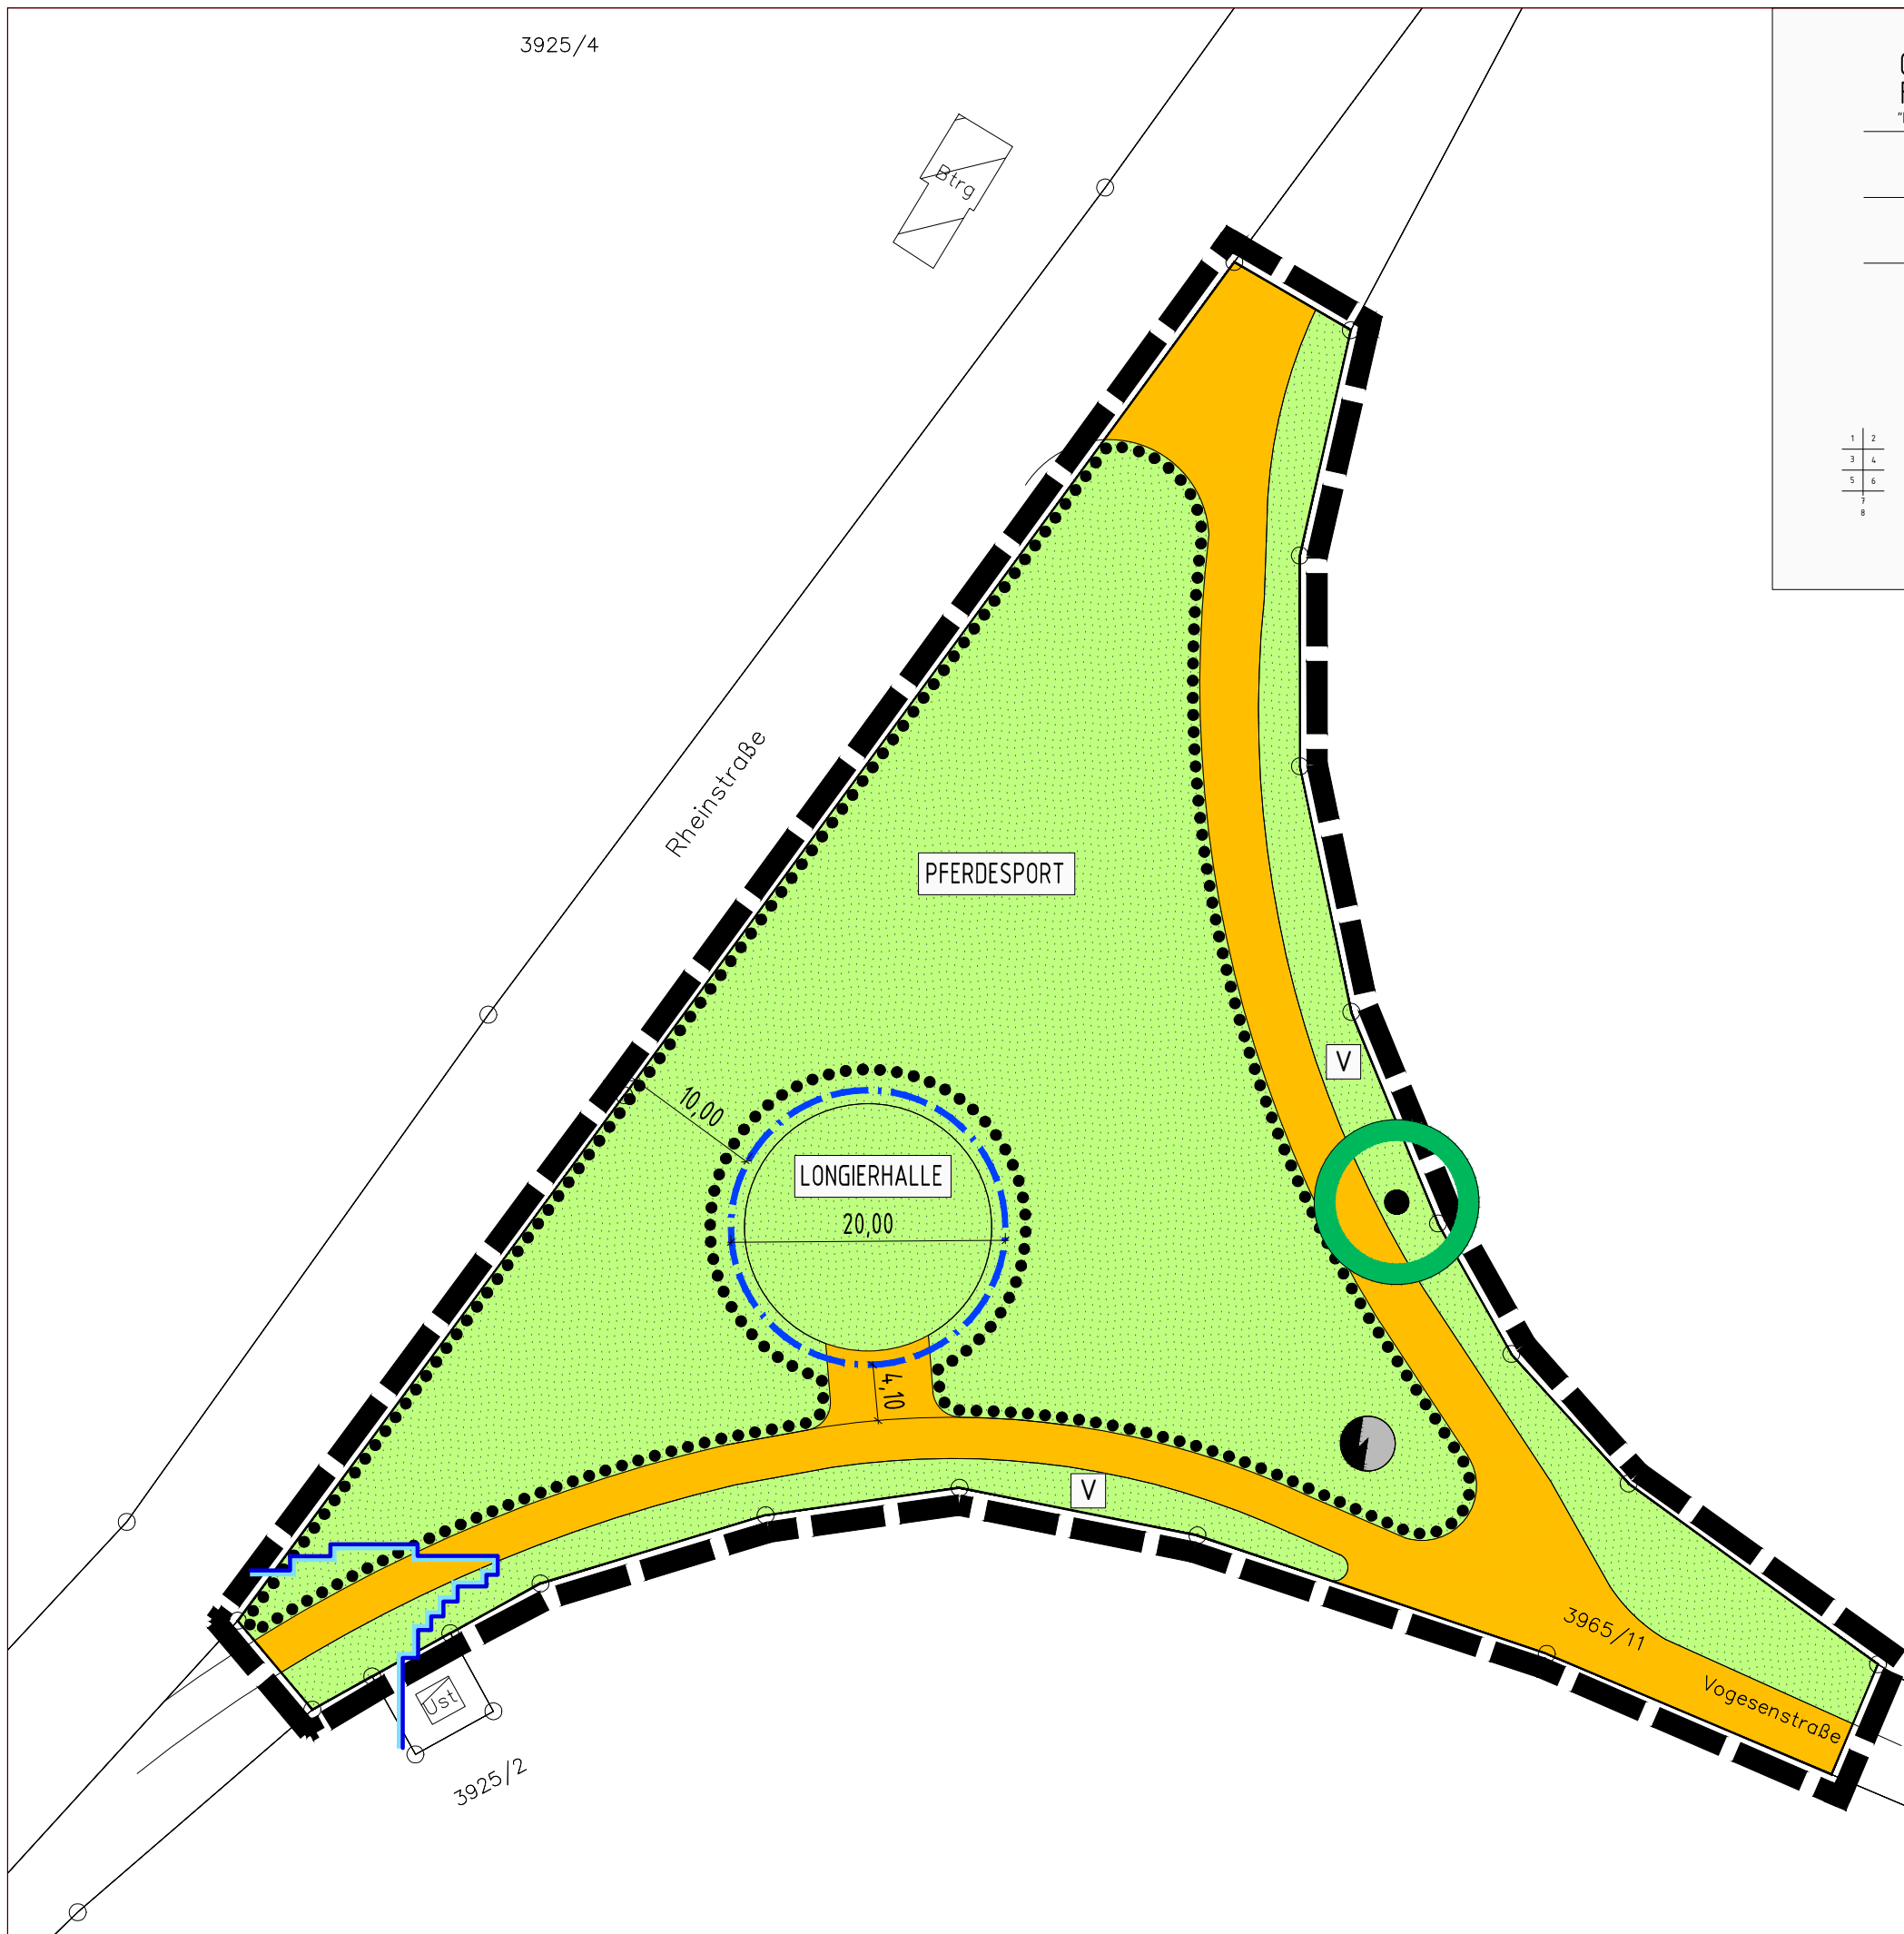 3925/4
Btrg
1 2
3 4
5 6
7
8
Rheinstraße
PFERDESPORT
V
10,00
LONGIERHALLE
20,00
4,10
V
3965/11
Vogesenstraße
Ust
3925/2